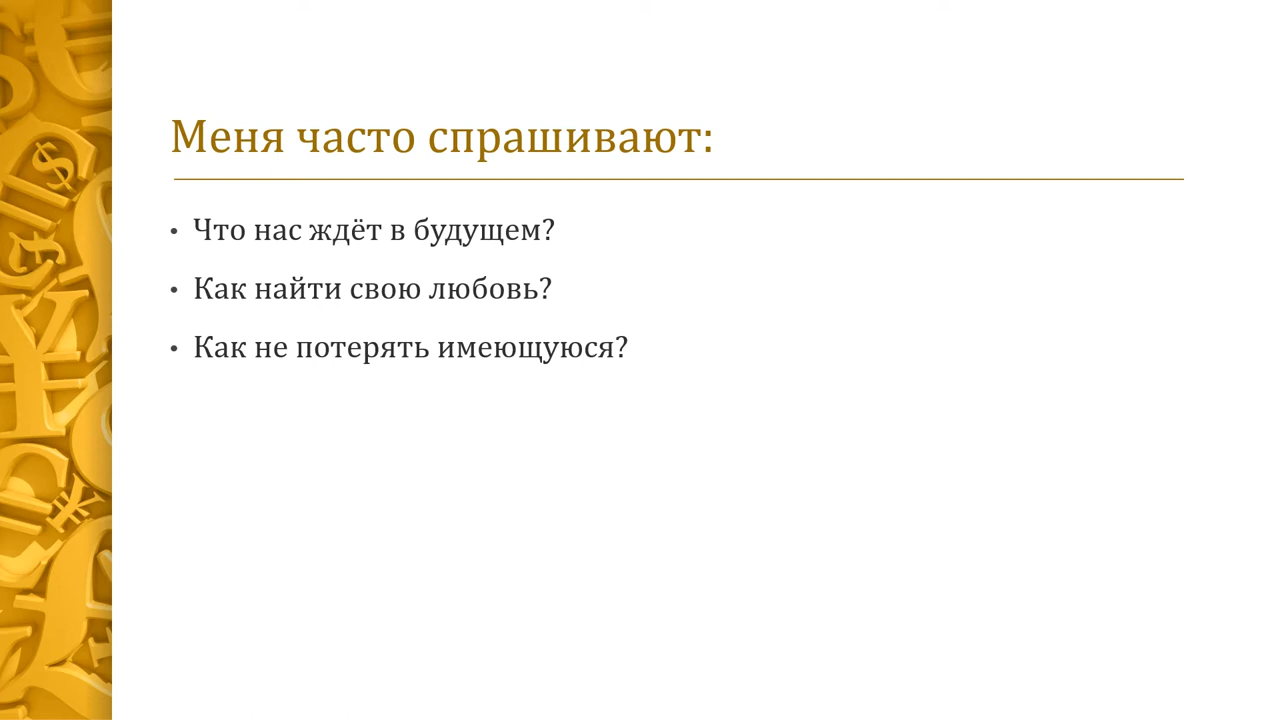 Меня часто спрашивают:
• Что нас ждёт в будущем?
• Как найти свою любовь?
• Как не потерять имеющуюся?